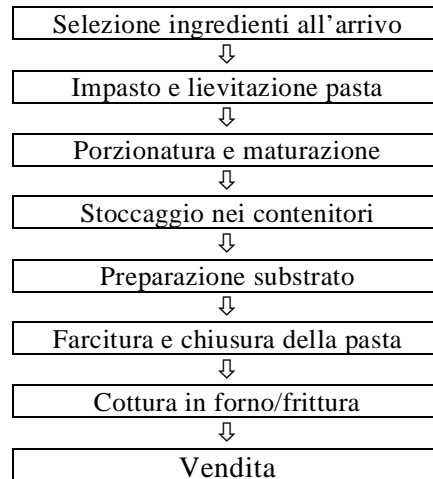 Selezione ingredienti all’arrivo
⇩
Impasto e lievitazione pasta
⇩
Porzionatura e maturazione
⇩
Stoccaggio nei contenitori
⇩
Preparazione substrato
⇩
Farcitura e chiusura della pasta
⇩
Cottura in forno/frittura
⇩
Vendita